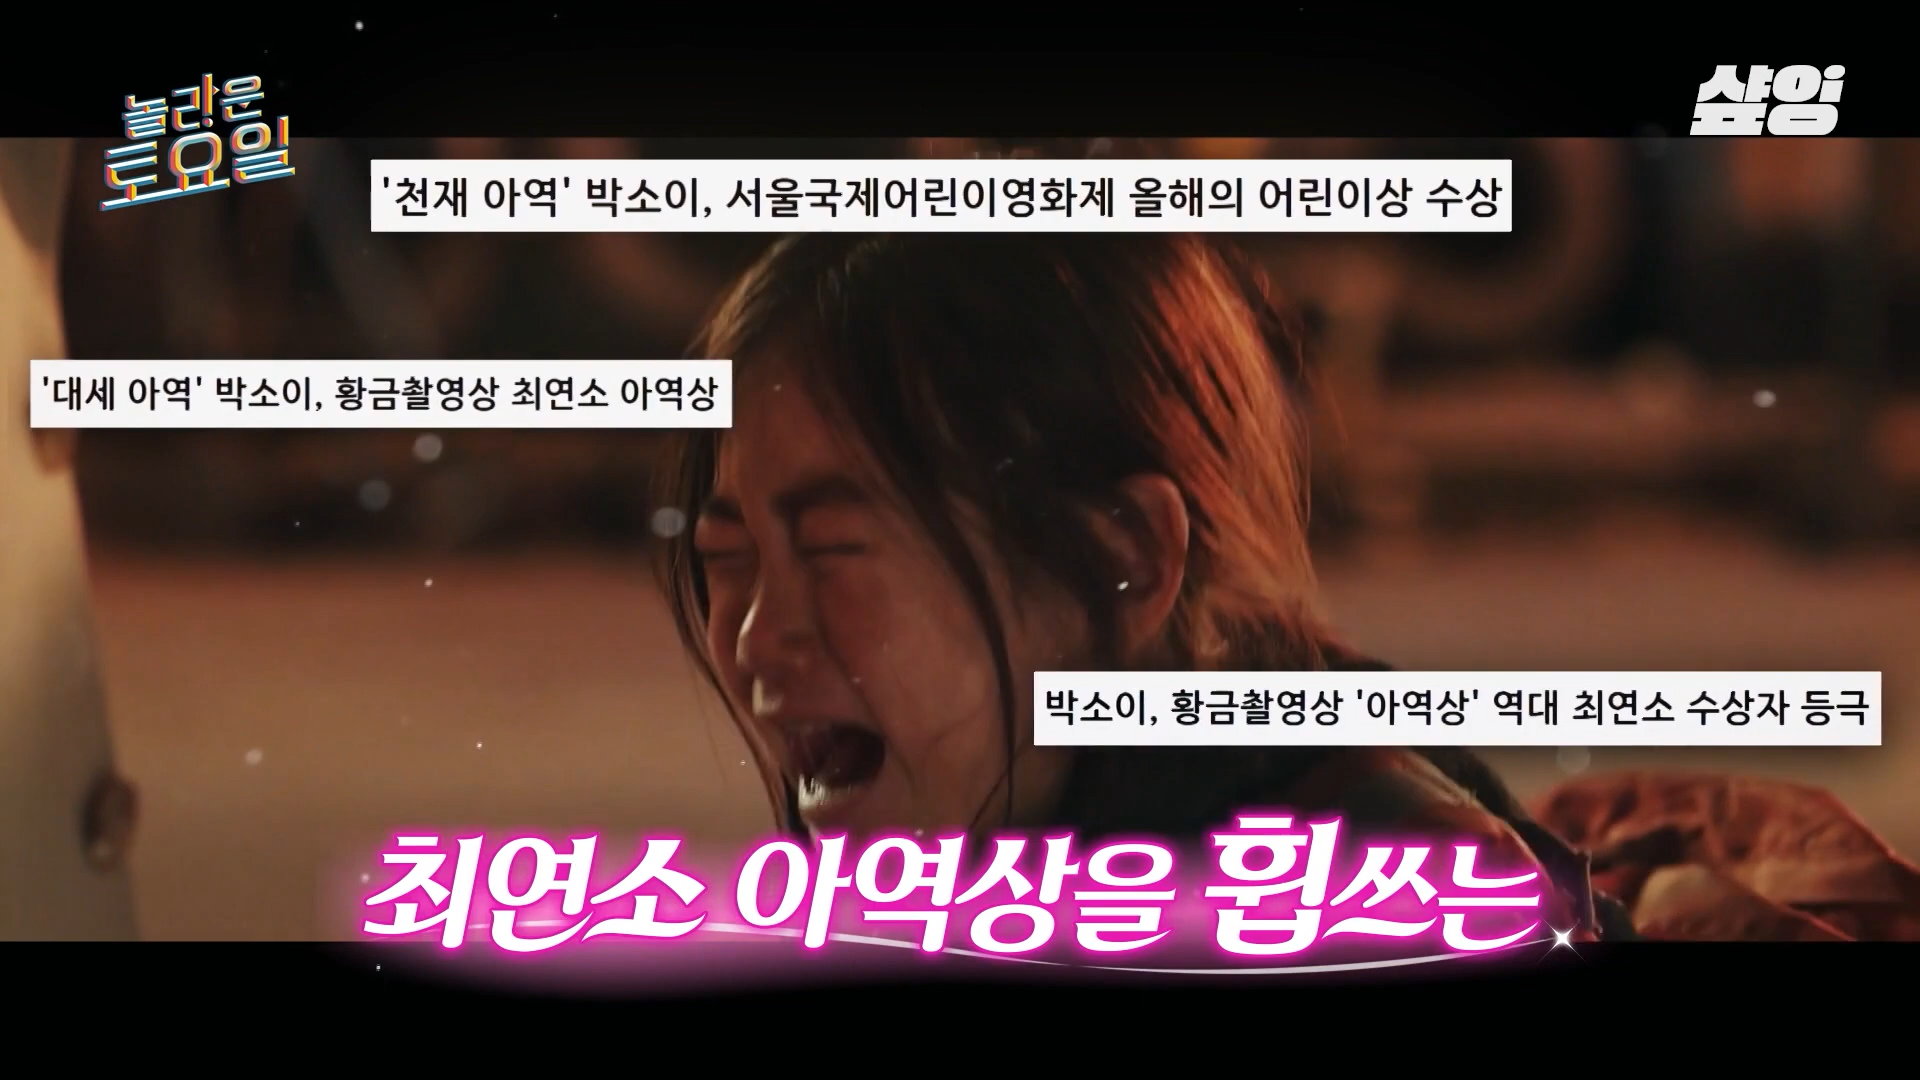 놀라운
토요일
샾잉
'천재 아역' 박소이, 서울국제어린이영화제 올해의 어린이상 수상
'대세 아역' 박소이, 황금촬영상 최연소 아역상
박소이, 황금촬영상 '아역상' 역대 최연소 수상자 등극
최연소 아역상을 휩쓰는